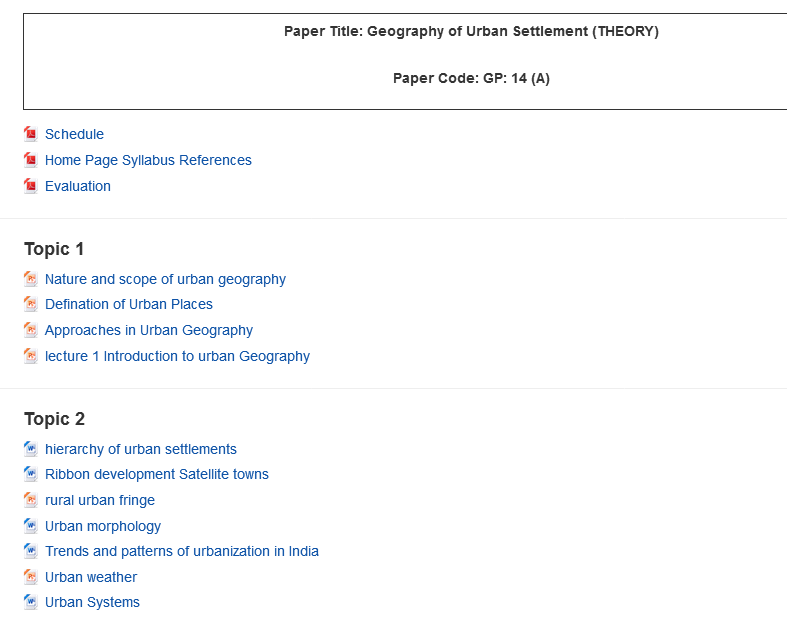 Paper Title: Geography of Urban Settlement (THEORY)
Paper Code: GP: 14 (A)
Schedule
Home Page Syllabus References
Evaluation
Topic 1
Nature and scope of urban geography
Defination of Urban Places
Approaches in Urban Geography
lecture 1 Introduction to urban Geography
Topic 2
hierarchy of urban settlements
Ribbon development Satellite towns
rural urban fringe
Urban morphology
Trends and patterns of urbanization in India
Urban weather
Urban Systems